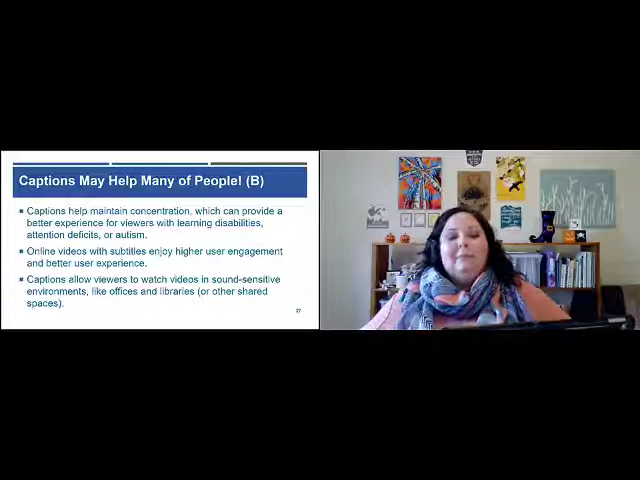 Captions May Help Many of People! (B)
Captions help maintain concentration, which can provide a
better experience for viewers with learning disabilities,
attention deficits, or autism.
Online videos with subtitles enjoy higher user engagement
and better user experience.
Captions allow viewers to watch videos in sound-sensitive
environments, like offices and libraries (or other shared
spaces).
27